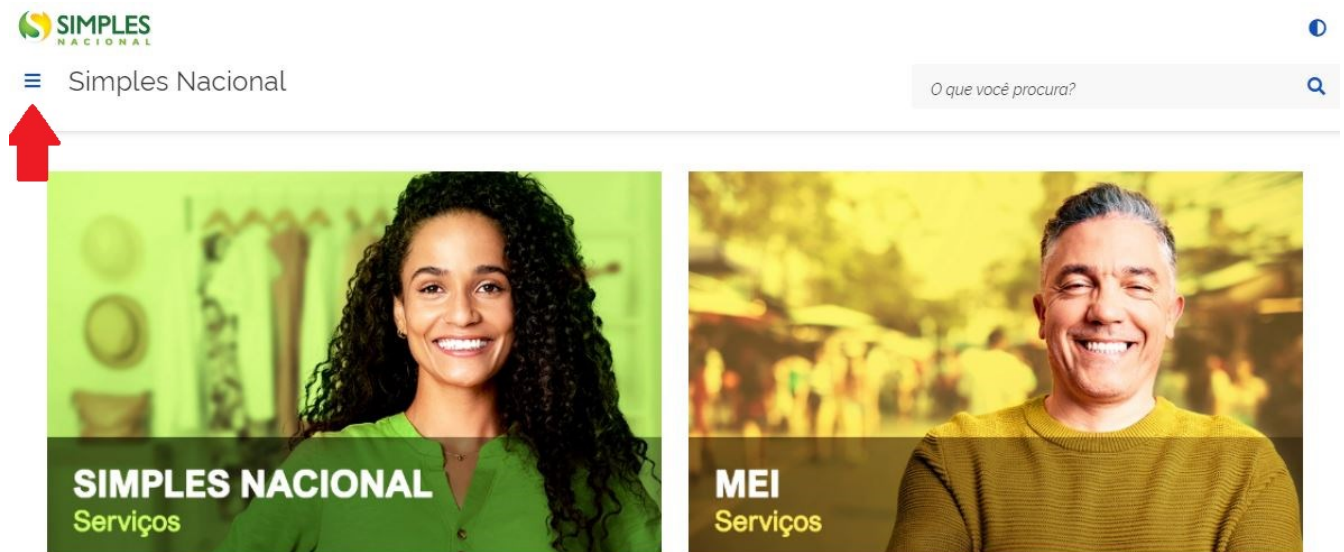 SIMPLES
NACIONAL
Simples Nacional
O que você procura?
SIMPLES NACIONAL
Serviços
MEI
Serviços